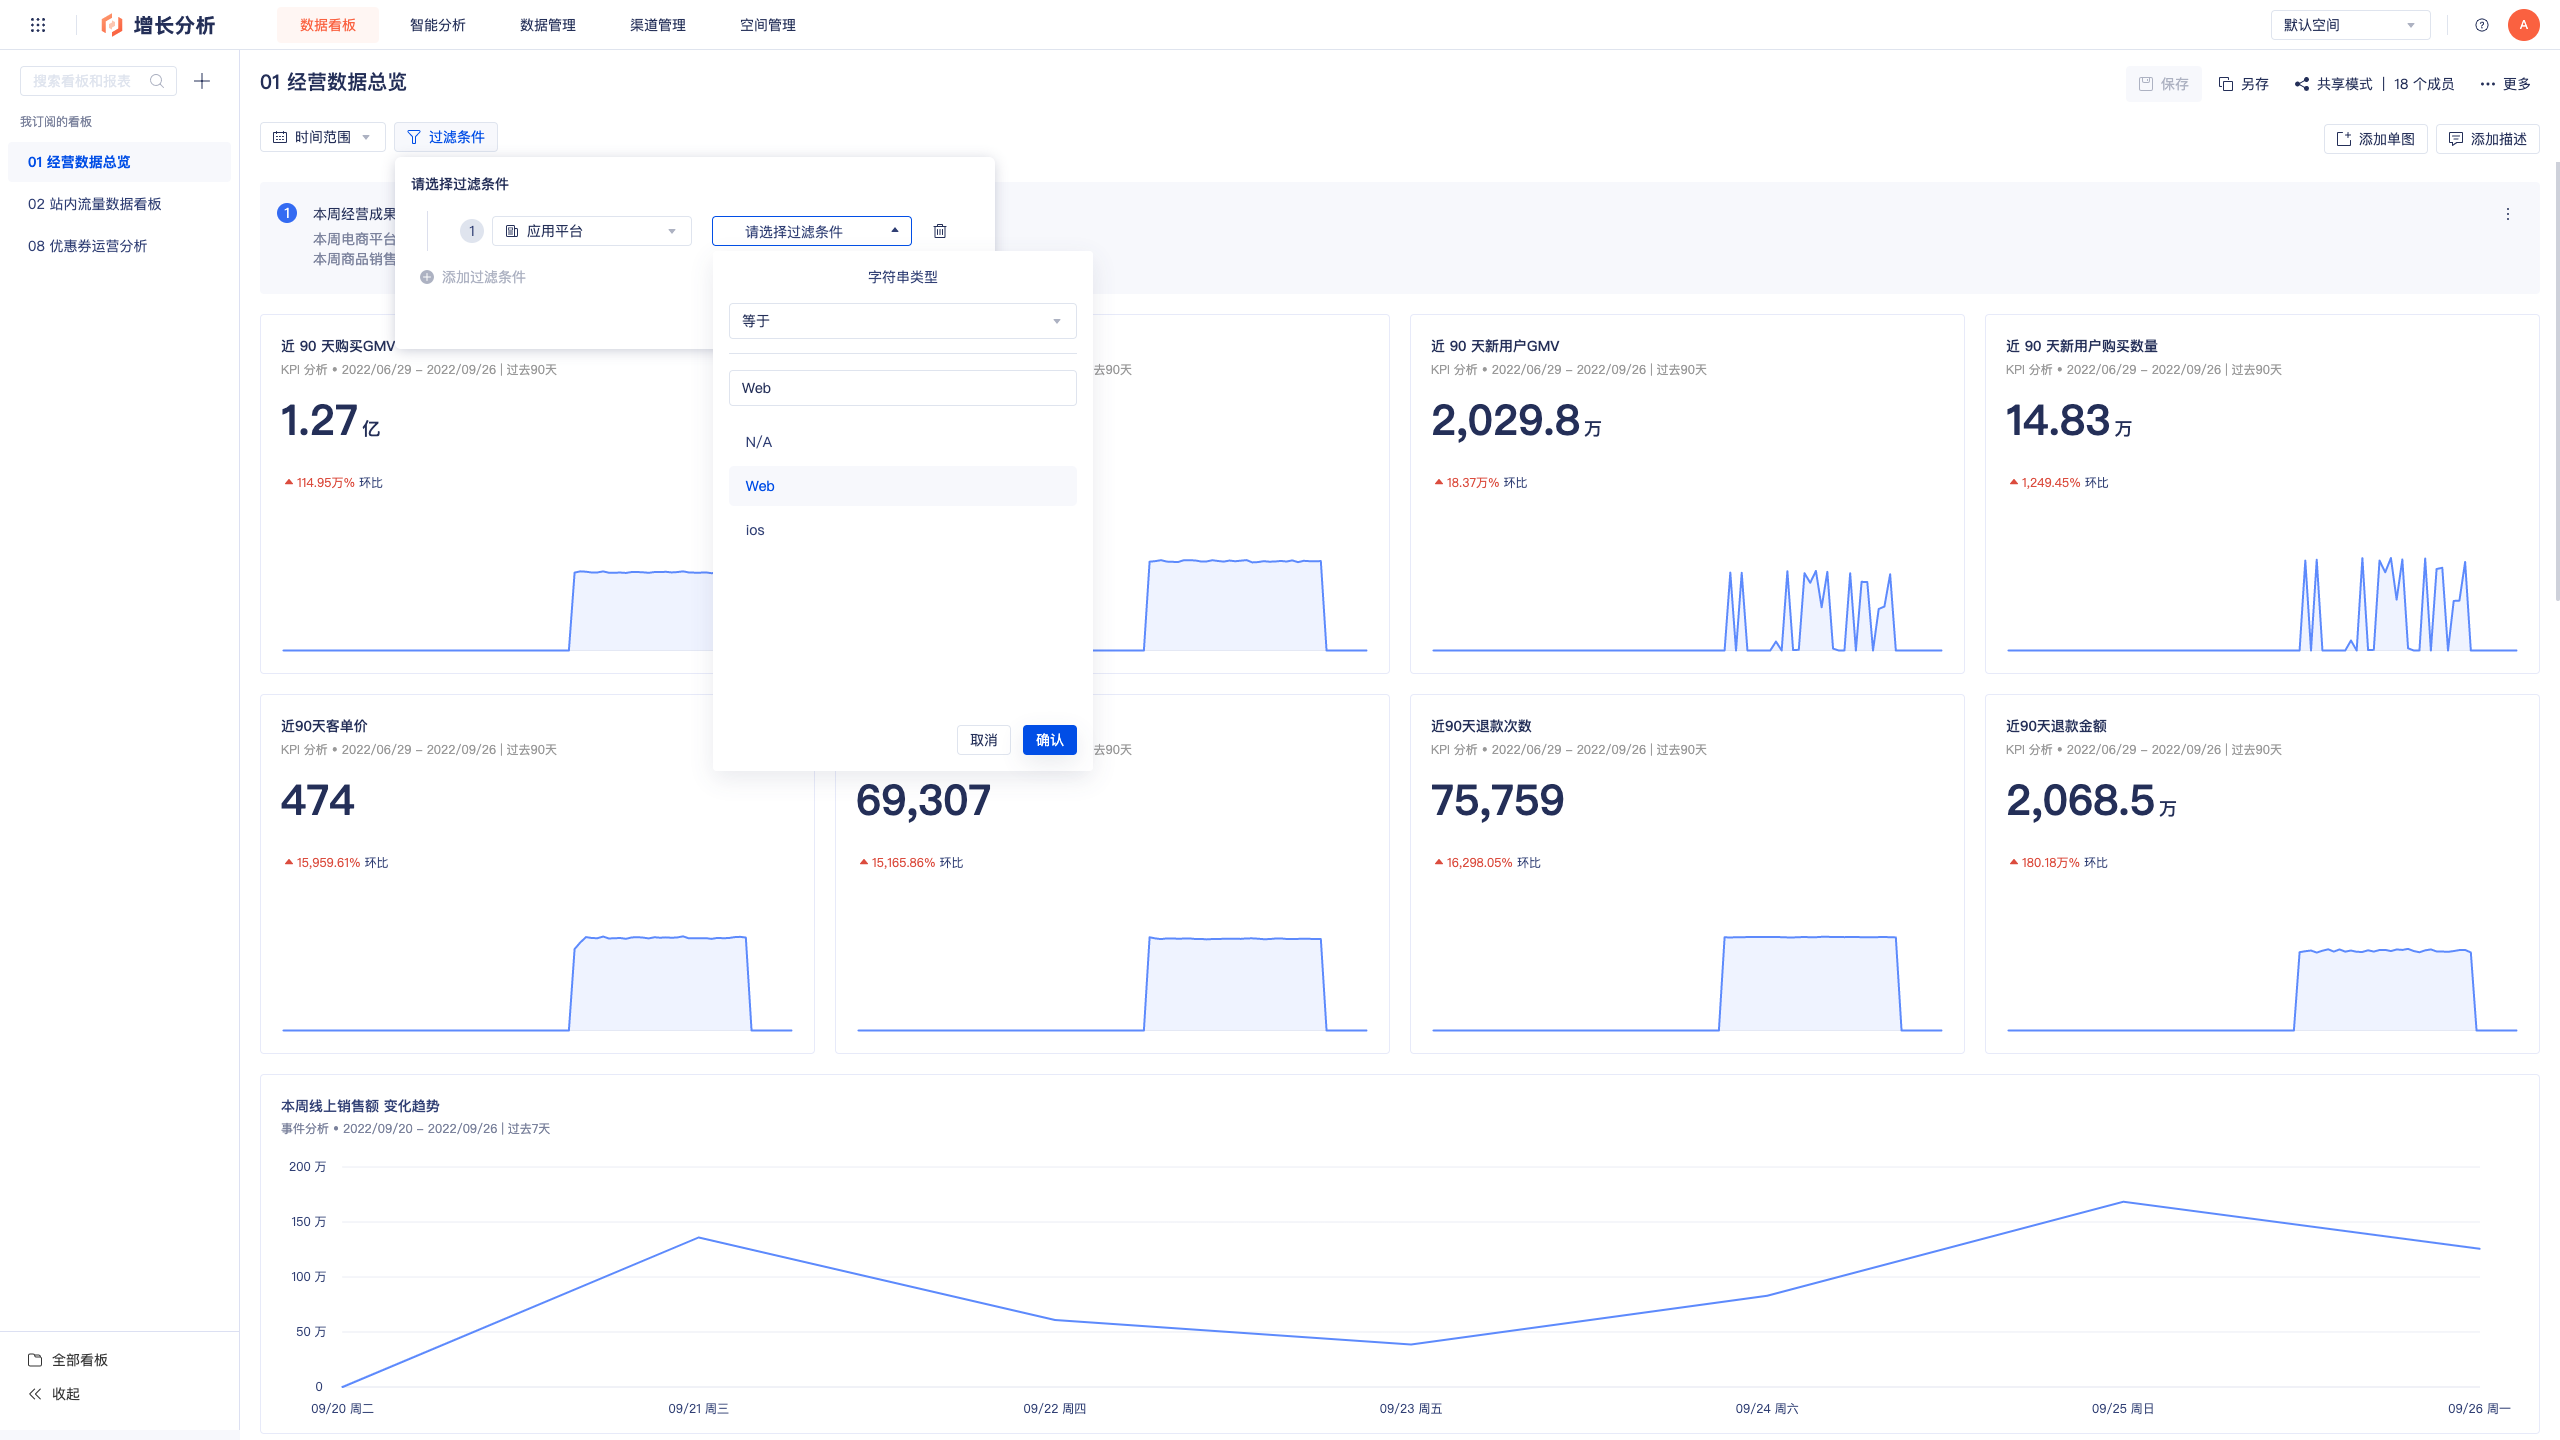 增长分析
数据看板
智能分析
数据管理
渠道管理
空间管理
默认空间
A
搜索看板和报表
我订阅的看板
01 经营数据总览
02 站内流量数据看板
08 优惠券运营分析
全部看板
收起
01 经营数据总览
保存
另存
共享模式 | 18 个成员
更多
时间范围
过滤条件
添加单图
添加描述
请选择过滤条件
1
应用平台
请选择过滤条件
添加过滤条件
字符串类型
等于
Web
N/A
Web
ios
取消
确认
1
本周经营成果
本周电商平台
本周商品销售
近 90 天购买GMV
KPI 分析 • 2022/06/29 – 2022/09/26 | 过去90天
1.27 亿
114.95万% 环比
去90天
近 90 天新用户GMV
KPI 分析 • 2022/06/29 – 2022/09/26 | 过去90天
2,029.8 万
18.37万% 环比
近 90 天新用户购买数量
KPI 分析 • 2022/06/29 – 2022/09/26 | 过去90天
14.83 万
1,249.45% 环比
近90天客单价
KPI 分析 • 2022/06/29 – 2022/09/26 | 过去90天
474
15,959.61% 环比
去90天
69,307
15,165.86% 环比
近90天退款次数
KPI 分析 • 2022/06/29 – 2022/09/26 | 过去90天
75,759
16,298.05% 环比
近90天退款金额
KPI 分析 • 2022/06/29 – 2022/09/26 | 过去90天
2,068.5 万
180.18万% 环比
本周线上销售额 变化趋势
事件分析 • 2022/09/20 – 2022/09/26 | 过去7天
200 万
150 万
100 万
50 万
0
09/20 周二
09/21 周三
09/22 周四
09/23 周五
09/24 周六
09/25 周日
09/26 周一